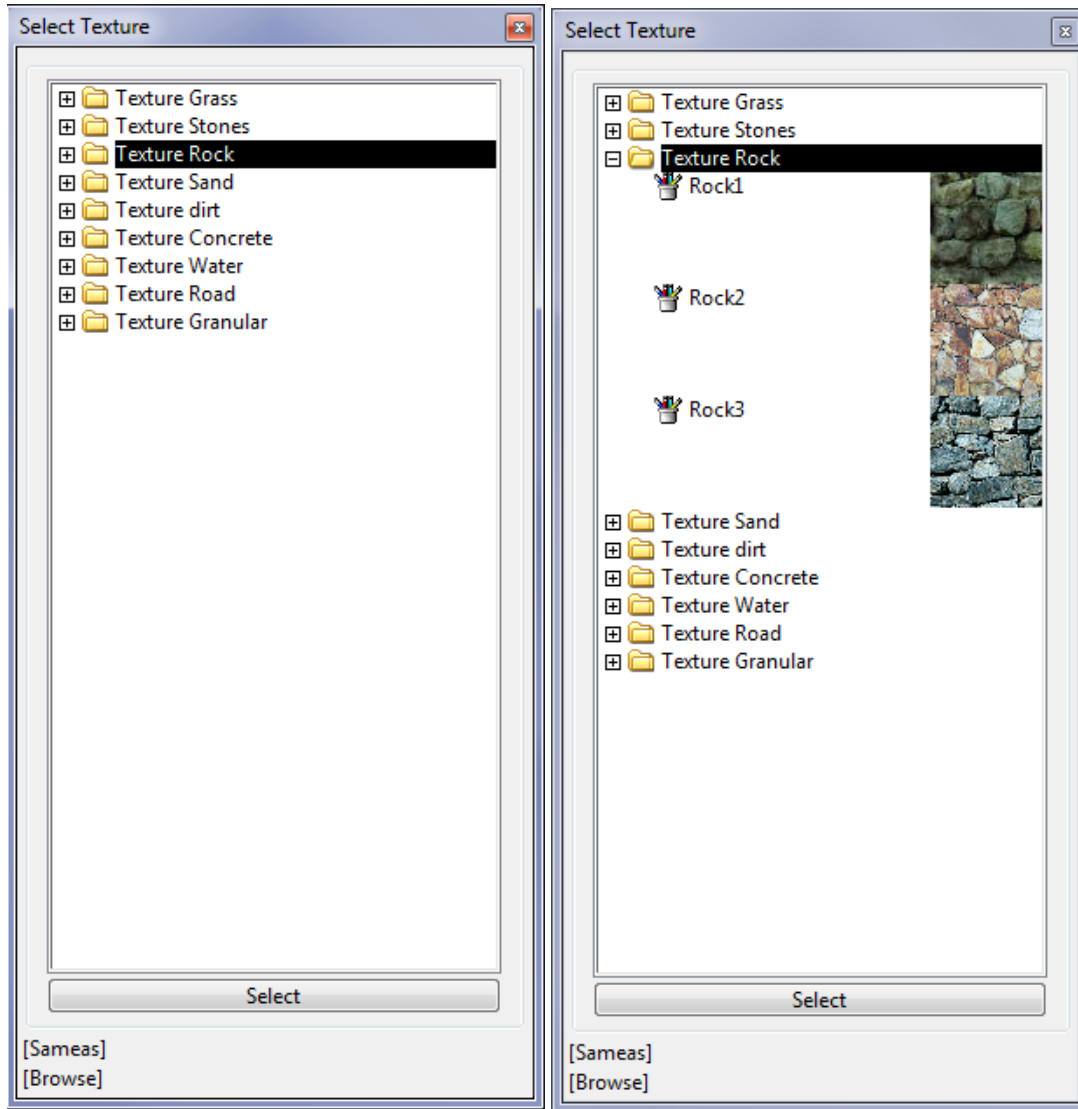 Select Texture
Texture Grass
Texture Stones
Texture Rock
Texture Sand
Texture dirt
Texture Concrete
Texture Water
Texture Road
Texture Granular
Select
[Sameas]
[Browse]
Select Texture
Texture Grass
Texture Stones
Texture Rock
Rock1
Rock2
Rock3
Texture Sand
Texture dirt
Texture Concrete
Texture Water
Texture Road
Texture Granular
Select
[Sameas]
[Browse]